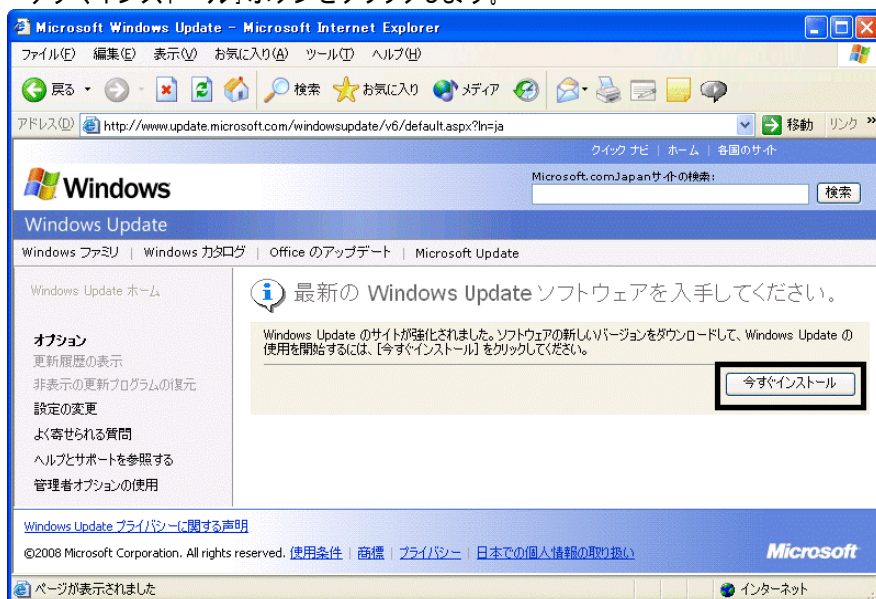 Microsoft Windows Update - Microsoft Internet Explorer
ファイル(F) 編集(E) 表示(V) お気に入り(A) ツール(T) ヘルプ(H)
戻る 検索 お気に入り メディア
アドレス(D) http://www.update.microsoft.com/windowsupdate/v6/default.aspx?ln=ja 移動 リンク »
クイック ナビ | ホーム | 各国のサイト
Windows
Microsoft.comJapanサイトの検索:
検索
Windows Update
Windows ファミリ | Windows カタログ | Office のアップデート | Microsoft Update
Windows Update ホーム
最新の Windows Update ソフトウェアを入手してください。
Windows Update のサイトが強化されました。ソフトウェアの新しいバージョンをダウンロードして、Windows Update の
使用を開始するには、[今すぐインストール] をクリックしてください。
今すぐインストール
オプション
更新履歴の表示
非表示の更新プログラムの復元
設定の変更
よく寄せられる質問
ヘルプとサポートを参照する
管理者オプションの使用
Windows Update プライバシーに関する声明
©2008 Microsoft Corporation. All rights reserved. 使用条件 | 商標 | プライバシー | 日本での個人情報の取り扱い
Microsoft
ページが表示されました インターネット